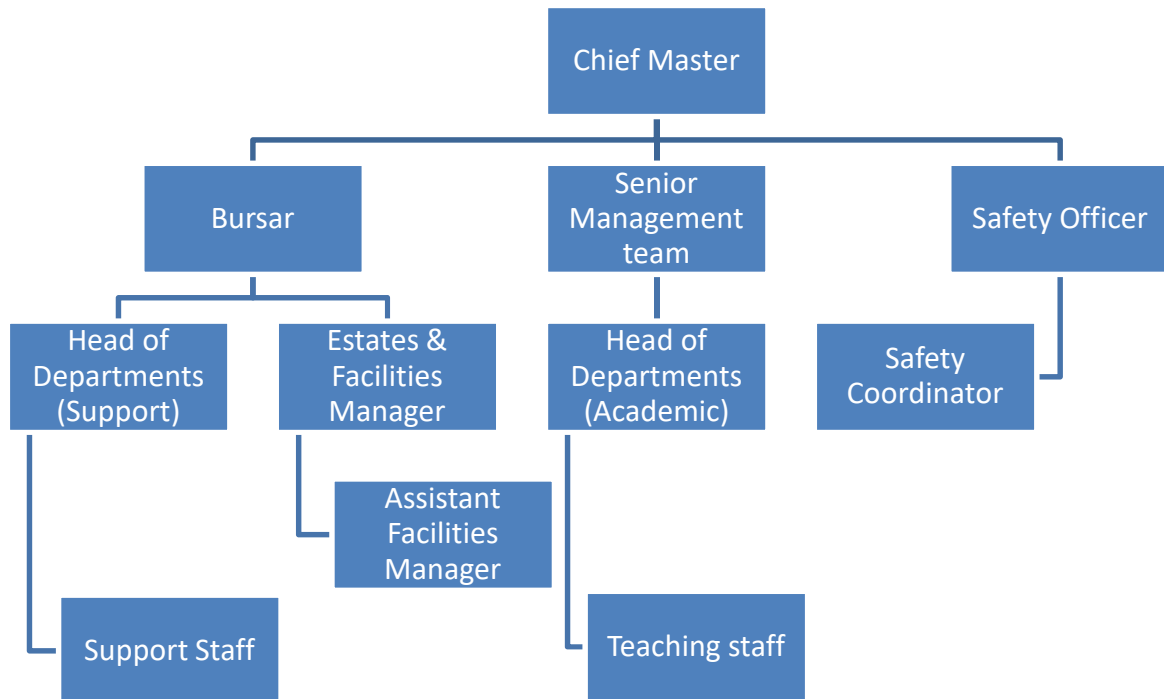 Chief Master
Bursar
Senior
Management
team
Safety Officer
Head of
Departments
(Support)
Estates &
Facilities
Manager
Head of
Departments
(Academic)
Safety
Coordinator
Assistant
Facilities
Manager
Support Staff
Teaching staff